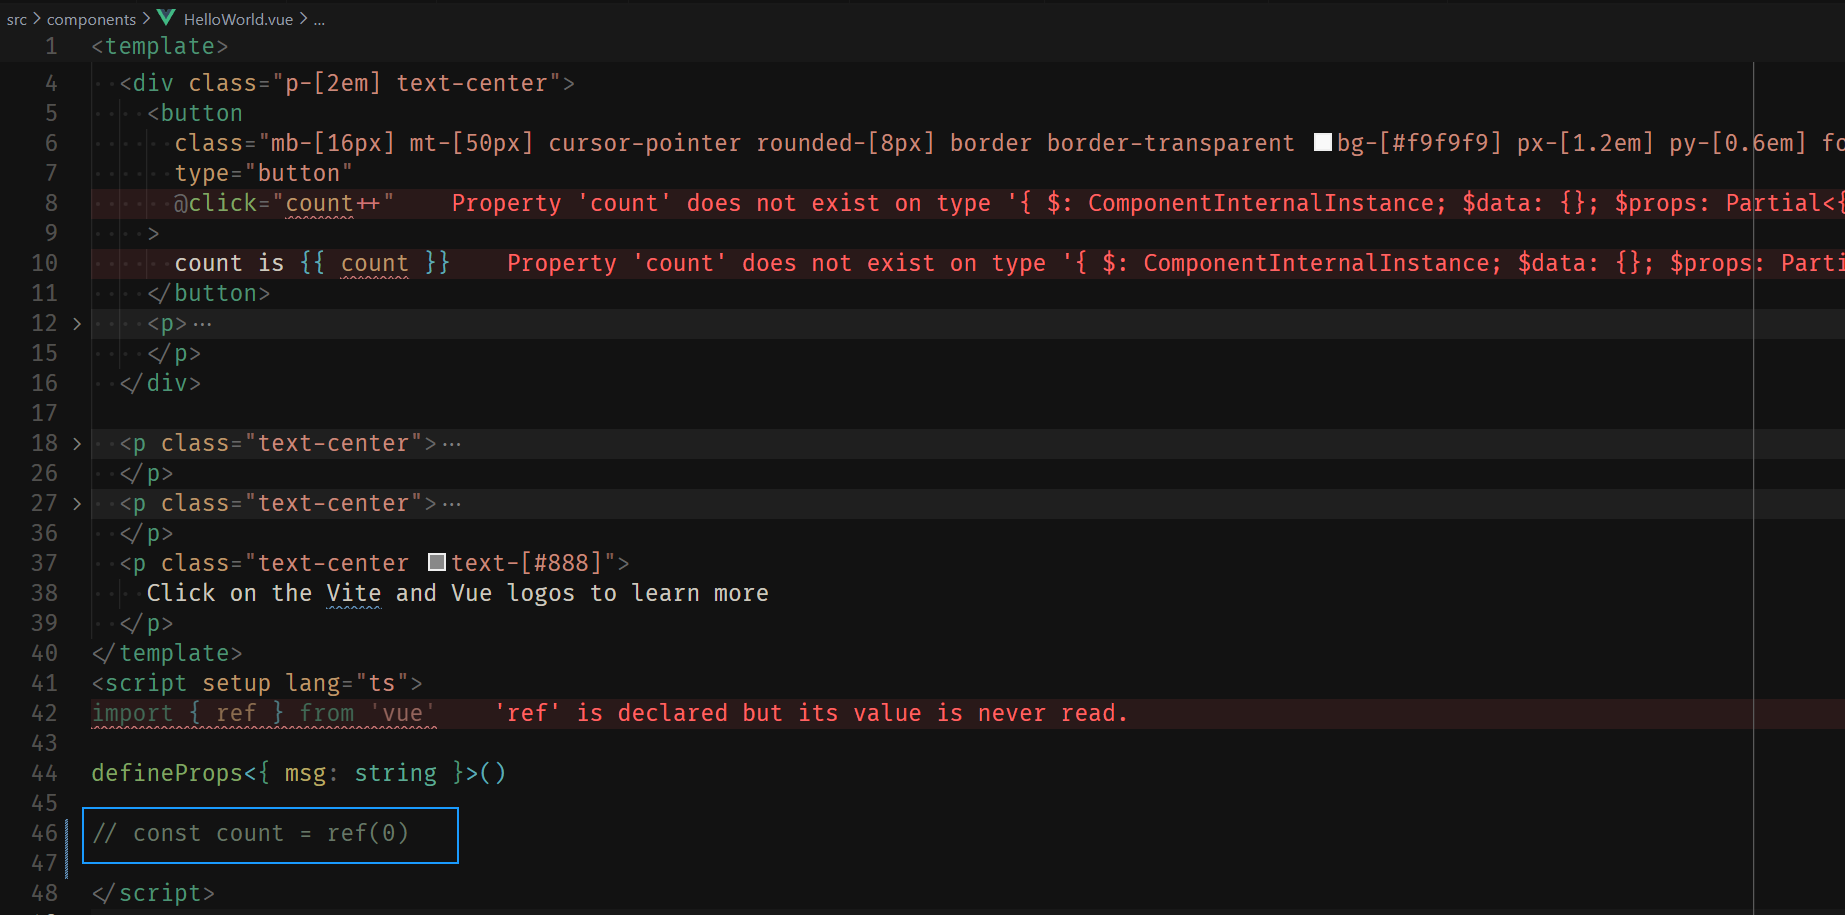 src > components > HelloWorld.vue > ...
1 <template>
4 <div class="p-[2em] text-center">
5 <button
6 class="mb-[16px] mt-[50px] cursor-pointer rounded-[8px] border border-transparent bg-[#f9f9f9] px-[1.2em] py-[0.6em] fo
7 type="button"
8 @click="count++" Property 'count' does not exist on type '{ $: ComponentInternalInstance; $data: {}; $props: Partial<{
9 >
10 count is {{ count }} Property 'count' does not exist on type '{ $: ComponentInternalInstance; $data: {}; $props: Parti
11 </button>
12 > <p>···
15 </p>
16 </div>
17
18 > <p class="text-center">···
26 </p>
27 > <p class="text-center">···
36 </p>
37 <p class="text-center text-[#888]">
38 Click on the Vite and Vue logos to learn more
39 </p>
40 </template>
41 <script setup lang="ts">
42 import { ref } from 'vue' 'ref' is declared but its value is never read.
43
44 defineProps<{ msg: string }>()
45
46 // const count = ref(0)
47
48 </script>